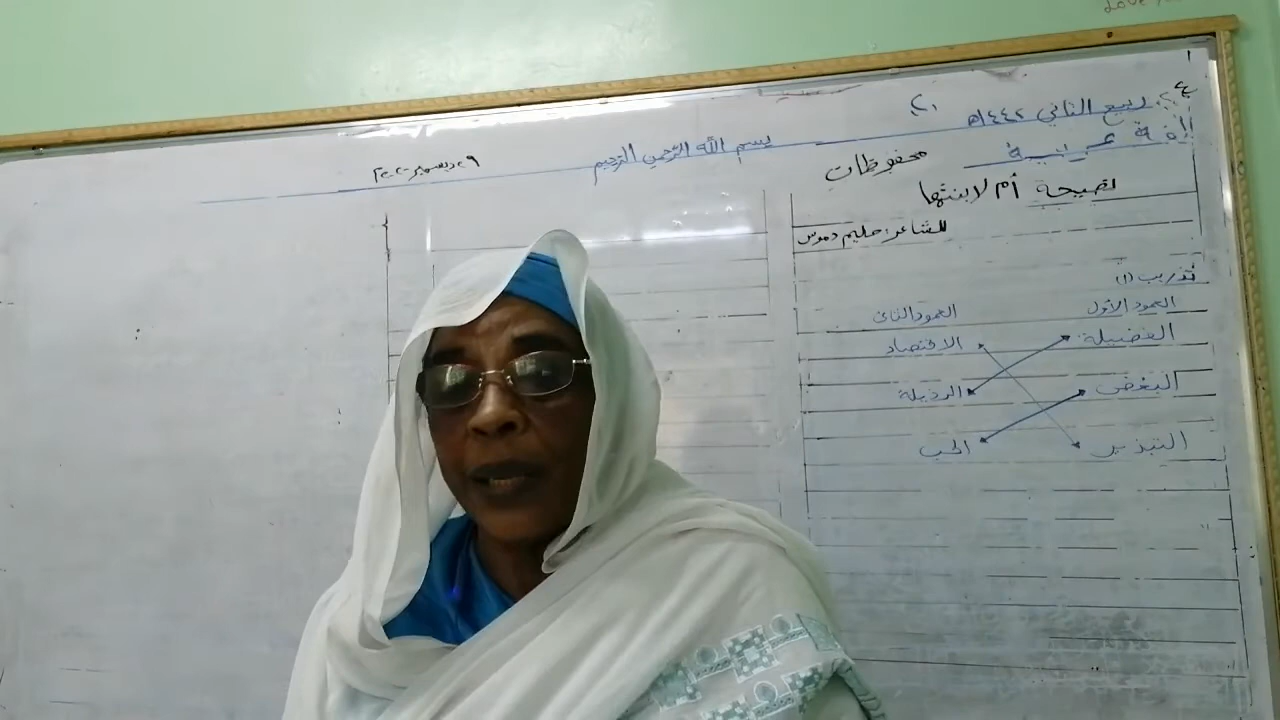 ربيع الثاني ١٤٤٢هـ
بسم الله الرحمن الرحيم
٢٩ ديسمبر ٢٠٢٠م
لغة عربية
محفوظات
نصيحة أم لابنتها
للشاعر: حليم دموس
تدريب (١)
العمود الأول العمود الثاني
الفضيلة الاقتصاد
البغض الرذيلة
التبذير الحب